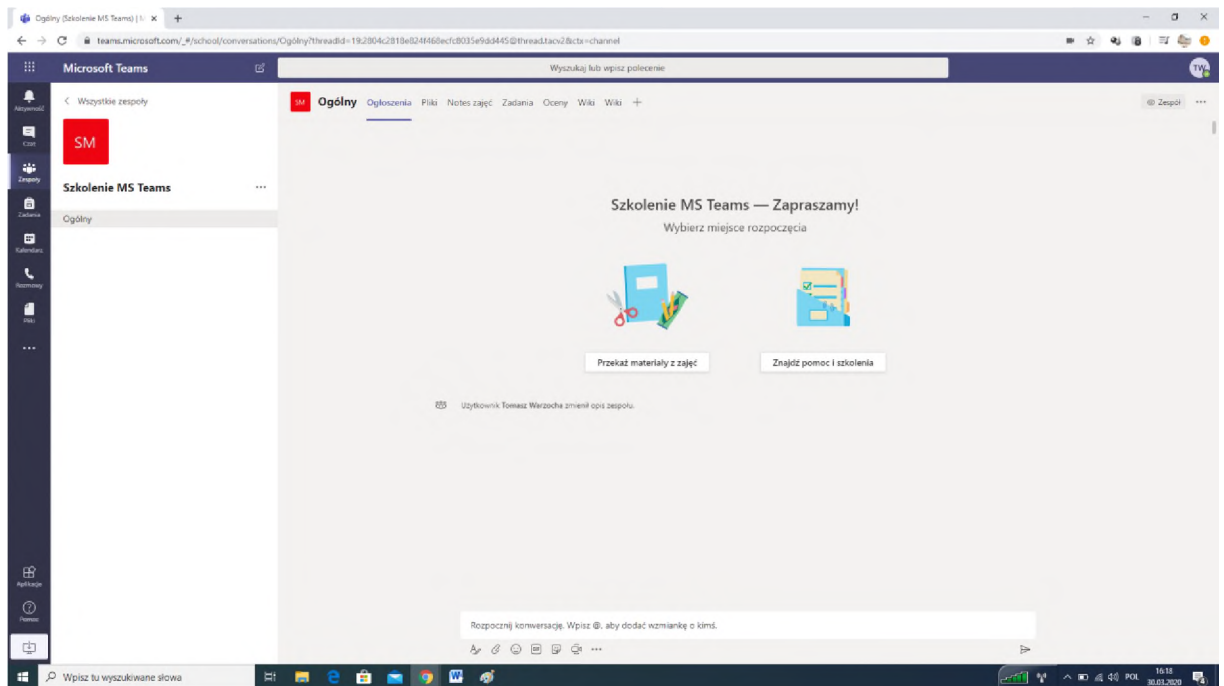 Ogólny (Szkolenie MS Teams) | M
teams.microsoft.com/_#/school/conversations/Ogólny?threadId=19:2804c2818e824f468ecfc8035e9dd445@thread.tacv2&ctx=channel
Microsoft Teams
Wyszukaj lub wpisz polecenie
TW
Aktywność
Czat
Zespoły
Zadania
Kalendarz
Rozmowy
Pliki
Aplikacje
Pomoc
Wszystkie zespoły
SM
Szkolenie MS Teams
Ogólny
SM Ogólny Ogłoszenia Pliki Notes zajęć Zadania Oceny Wiki Wiki
Zespół
Szkolenie MS Teams — Zapraszamy!
Wybierz miejsce rozpoczęcia
Przekaż materiały z zajęć
Znajdź pomoc i szkolenia
Użytkownik Tomasz Warzocha zmienił opis zespołu.
Rozpocznij konwersację. Wpisz @, aby dodać wzmiankę o kimś.
Wpisz tu wyszukiwane słowa
POL
16:18
30.03.2020